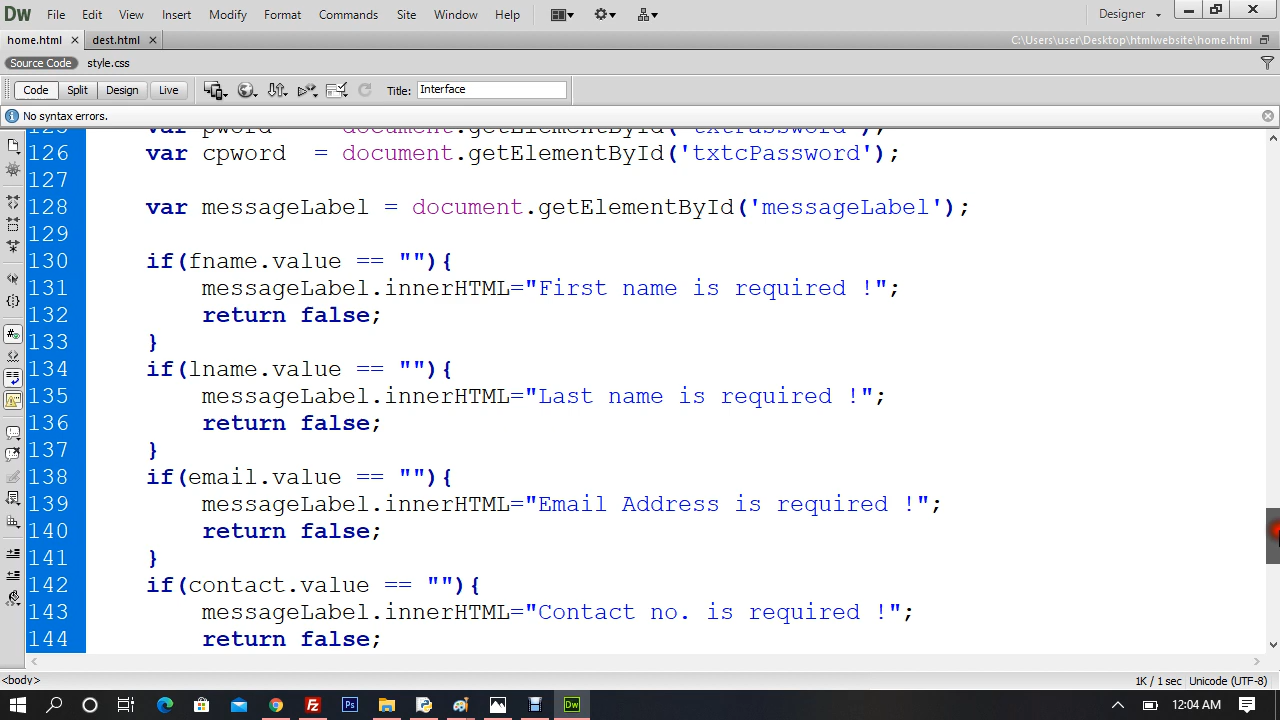 Dw File Edit View Insert Modify Format Commands Site Window Help Designer
home.html dest.html C:\Users\user\Desktop\htmlwebsite\home.html
Source Code style.css
Code Split Design Live Title: Interface
No syntax errors.
125 var pword = document.getElementById('txtPassword');
126 var cpword = document.getElementById('txtcPassword');
127
128 var messageLabel = document.getElementById('messageLabel');
129
130 if(fname.value == ""){
131 messageLabel.innerHTML="First name is required !";
132 return false;
133 }
134 if(lname.value == ""){
135 messageLabel.innerHTML="Last name is required !";
136 return false;
137 }
138 if(email.value == ""){
139 messageLabel.innerHTML="Email Address is required !";
140 return false;
141 }
142 if(contact.value == ""){
143 messageLabel.innerHTML="Contact no. is required !";
144 return false;
<body> 1K / 1 sec Unicode (UTF-8)
Fz Ps Dw 12:04 AM